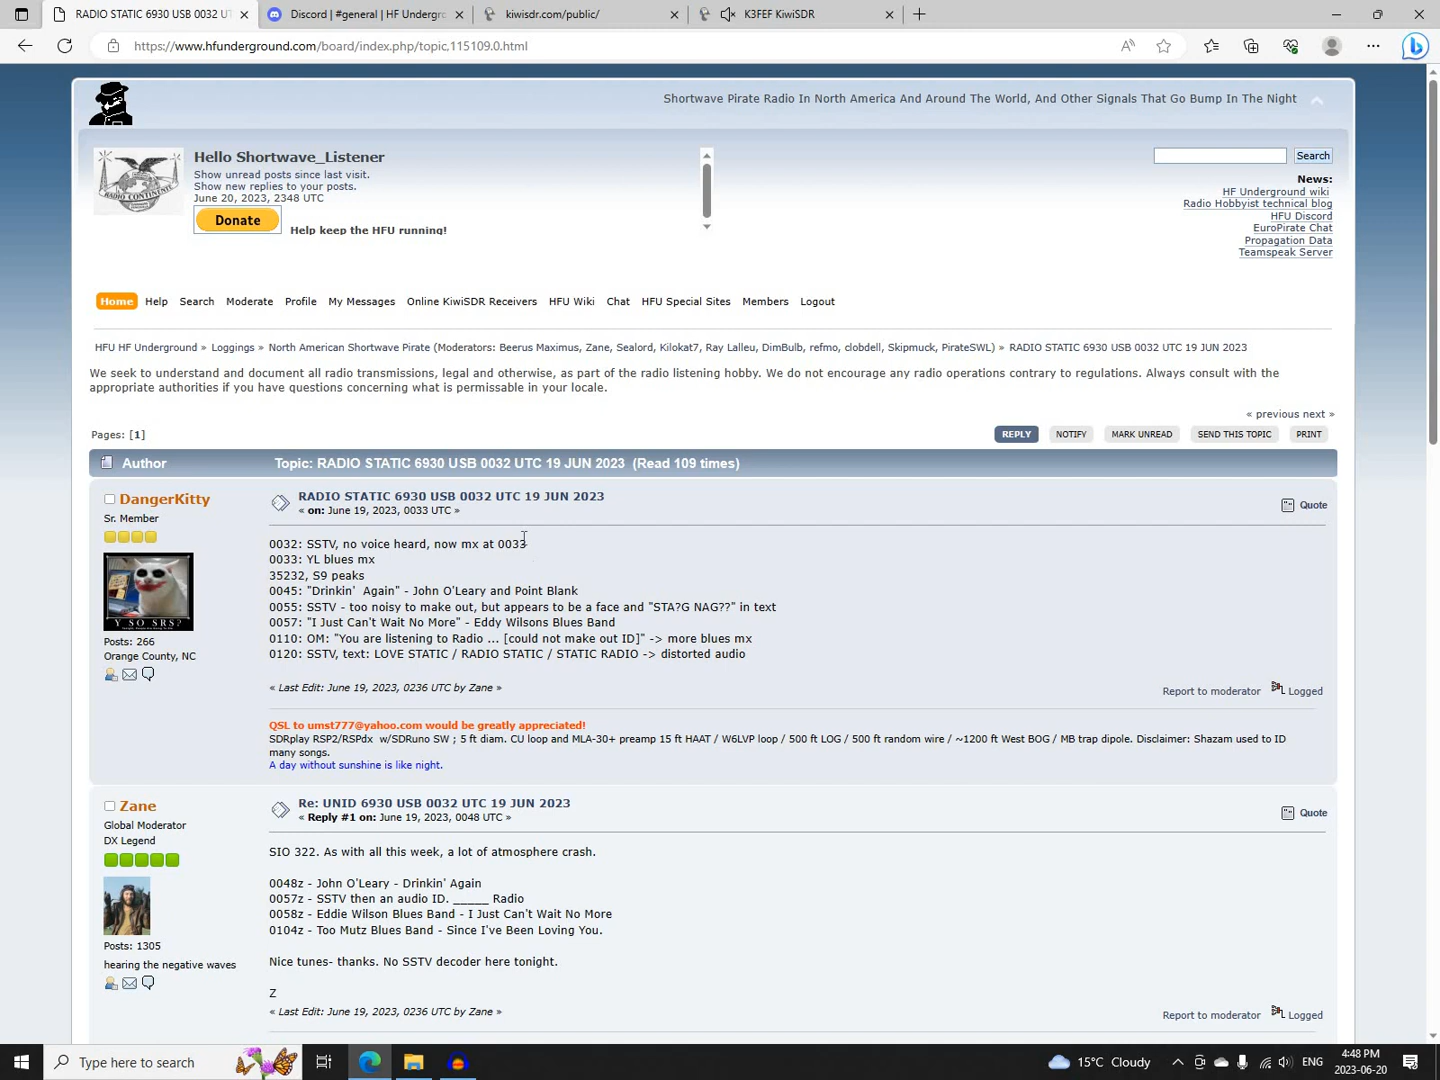 RADIO STATIC 6930 USB 0032 UT
Discord | #general | HF Undergro
kiwisdr.com/public/
K3FEF KiwiSDR
https://www.hfunderground.com/board/index.php/topic,115109.0.html
Shortwave Pirate Radio In North America And Around The World, And Other Signals That Go Bump In The Night
RADIO CONTINENTE
Hello Shortwave_Listener
Show unread posts since last visit.
Show new replies to your posts.
June 20, 2023, 2348 UTC
Donate
Help keep the HFU running!
Search
News:
HF Underground wiki
Radio Hobbyist technical blog
HFU Discord
EuroPirate Chat
Propagation Data
Teamspeak Server
Home Help Search Moderate Profile My Messages Online KiwiSDR Receivers HFU Wiki Chat HFU Special Sites Members Logout
HFU HF Underground » Loggings » North American Shortwave Pirate (Moderators: Beerus Maximus, Zane, Sealord, Kilokat7, Ray Lalleu, DimBulb, refmo, clobdell, Skipmuck, PirateSWL) » RADIO STATIC 6930 USB 0032 UTC 19 JUN 2023
We seek to understand and document all radio transmissions, legal and otherwise, as part of the radio listening hobby. We do not encourage any radio operations contrary to regulations. Always consult with the
appropriate authorities if you have questions concerning what is permissable in your locale.
« previous next »
Pages: [1]
REPLY NOTIFY MARK UNREAD SEND THIS TOPIC PRINT
Author Topic: RADIO STATIC 6930 USB 0032 UTC 19 JUN 2023 (Read 109 times)
DangerKitty
Sr. Member
Y SO SRS?
Posts: 266
Orange County, NC
RADIO STATIC 6930 USB 0032 UTC 19 JUN 2023
« on: June 19, 2023, 0033 UTC »
Quote
0032: SSTV, no voice heard, now mx at 0033
0033: YL blues mx
35232, S9 peaks
0045: "Drinkin' Again" - John O'Leary and Point Blank
0055: SSTV - too noisy to make out, but appears to be a face and "STA?G NAG??" in text
0057: "I Just Can't Wait No More" - Eddy Wilsons Blues Band
0110: OM: "You are listening to Radio ... [could not make out ID]" -> more blues mx
0120: SSTV, text: LOVE STATIC / RADIO STATIC / STATIC RADIO -> distorted audio
« Last Edit: June 19, 2023, 0236 UTC by Zane »
Report to moderator Logged
QSL to umst777@yahoo.com would be greatly appreciated!
SDRplay RSP2/RSPdx w/SDRuno SW ; 5 ft diam. CU loop and MLA-30+ preamp 15 ft HAAT / W6LVP loop / 500 ft LOG / 500 ft random wire / ~1200 ft West BOG / MB trap dipole. Disclaimer: Shazam used to ID
many songs.
A day without sunshine is like night.
Zane
Global Moderator
DX Legend
Posts: 1305
hearing the negative waves
Re: UNID 6930 USB 0032 UTC 19 JUN 2023
« Reply #1 on: June 19, 2023, 0048 UTC »
Quote
SIO 322. As with all this week, a lot of atmosphere crash.
0048z - John O'Leary - Drinkin' Again
0057z - SSTV then an audio ID. _____ Radio
0058z - Eddie Wilson Blues Band - I Just Can't Wait No More
0104z - Too Mutz Blues Band - Since I've Been Loving You.
Nice tunes- thanks. No SSTV decoder here tonight.
Z
« Last Edit: June 19, 2023, 0236 UTC by Zane »
Report to moderator Logged
Type here to search
15°C Cloudy
ENG
4:48 PM
2023-06-20